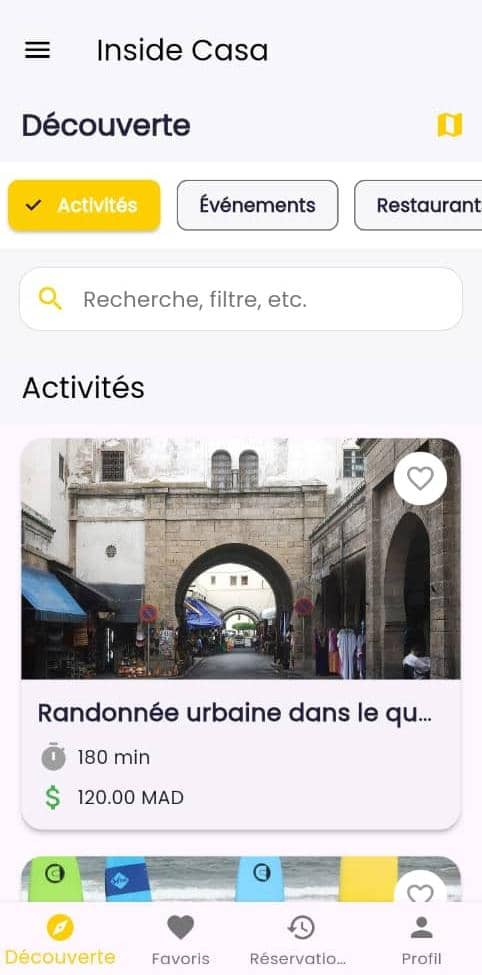 Inside Casa
Découverte
Activités
Événements
Restaurant
Recherche, filtre, etc.
Activités
Randonnée urbaine dans le qu...
180 min
120.00 MAD
Découverte
Favoris
Réservatio...
Profil